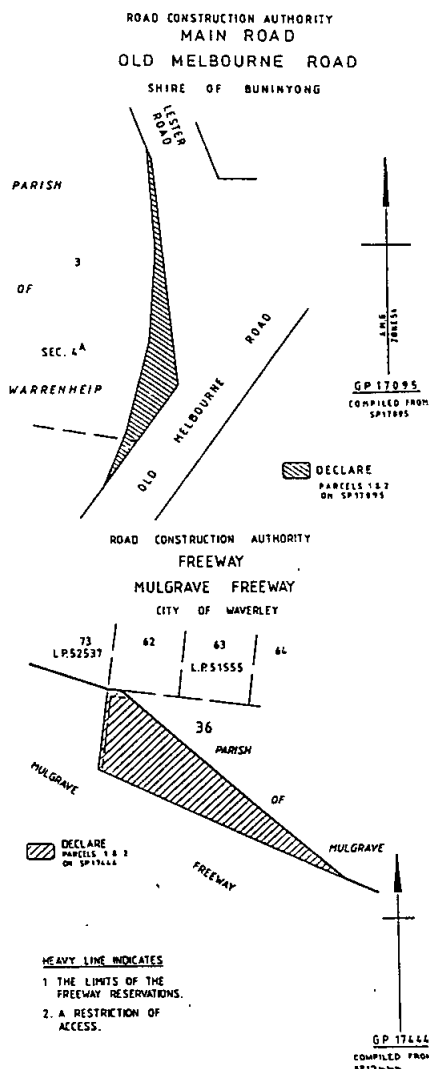 ROAD CONSTRUCTION AUTHORITY
MAIN ROAD
OLD MELBOURNE ROAD
SHIRE OF BUNINYONG
LESTER
ROAD
PARISH
3
OF
SEC. 4A
WARRENHEIP
OLD MELBOURNE ROAD
A.M.G.
ZONE 54
GP 17095
COMPILED FROM
SP17095
DECLARE
PARCELS 1 & 2
ON SP17095
ROAD CONSTRUCTION AUTHORITY
FREEWAY
MULGRAVE FREEWAY
CITY OF WAVERLEY
73
L.P.52537
62
63
L.P.51555
64
36
PARISH
OF
MULGRAVE
MULGRAVE
FREEWAY
DECLARE
PARCELS 1 & 2
ON SP17444
HEAVY LINE INDICATES
1 THE LIMITS OF THE
FREEWAY RESERVATIONS.
2. A RESTRICTION OF
ACCESS.
GP 17444
COMPILED FROM